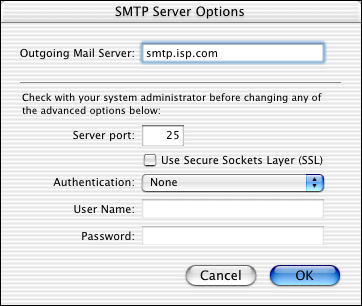 SMTP Server Options
Outgoing Mail Server: smtp.isp.com
Check with your system administrator before changing any of
the advanced options below:
Server port: 25
Use Secure Sockets Layer (SSL)
Authentication: None
User Name:
Password:
Cancel OK